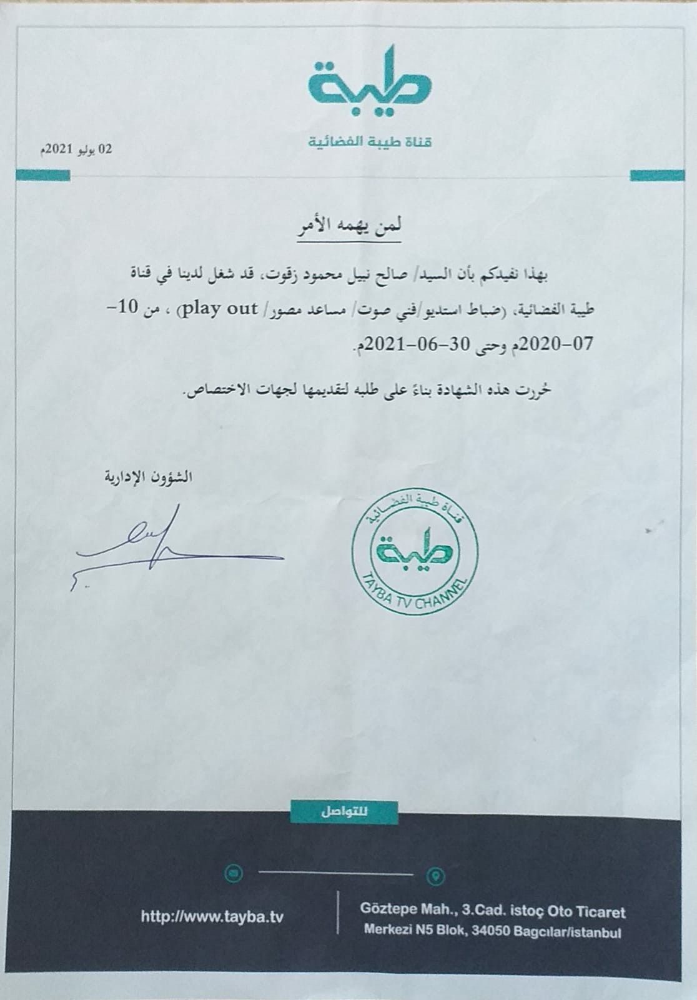 طيبة
قناة طيبة الفضائية
02 يوليو 2021م
لمن يهمه الأمر
بهذا نفيدكم بأن السيد/ صالح نبيل محمود زقوت، قد شغل لدينا في قناة
طيبة الفضائية، (ضباط استديو/فني صوت/ مساعد مصور/ play out) ، من 10-
07-2020م وحتى 30-06-2021م.
حُررت هذه الشهادة بناءً على طلبه لتقديمها لجهات الاختصاص.
الشؤون الإدارية
قناة طيبة الفضائية
طيبة
TAYBA TV CHANNEL
للتواصل
http://www.tayba.tv
Göztepe Mah., 3.Cad. istoç Oto Ticaret
Merkezi N5 Blok, 34050 Bagcılar/istanbul